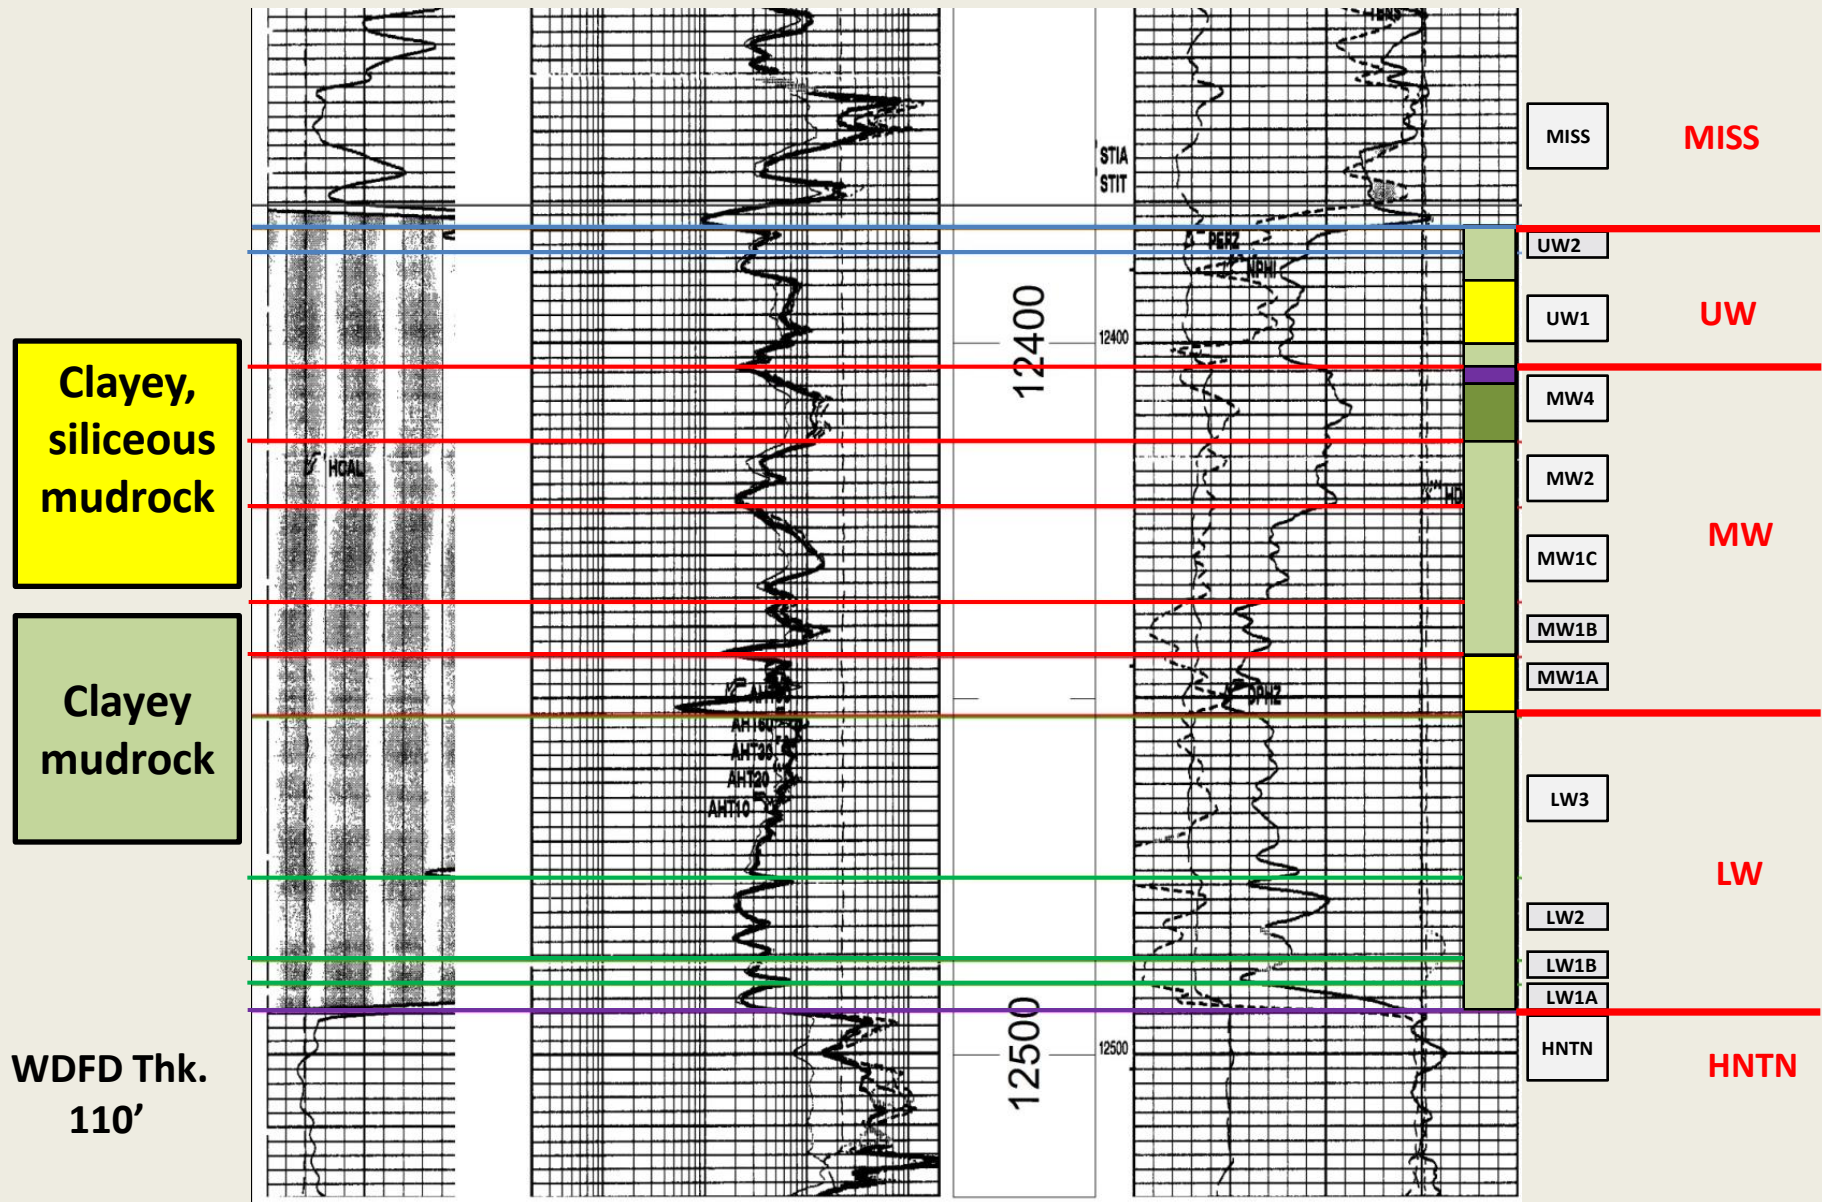 Clayey,
siliceous
mudrock
Clayey
mudrock
WDFD Thk.
110’
HCAL
AHT60
AHT30
AHT20
AHT10
12400
12500
STIA
STIT
12400
12500
TENS
PEFZ
NPHI
HD
DPHZ
MISS
UW2
UW1
MW4
MW2
MW1C
MW1B
MW1A
LW3
LW2
LW1B
LW1A
HNTN
MISS
UW
MW
LW
HNTN